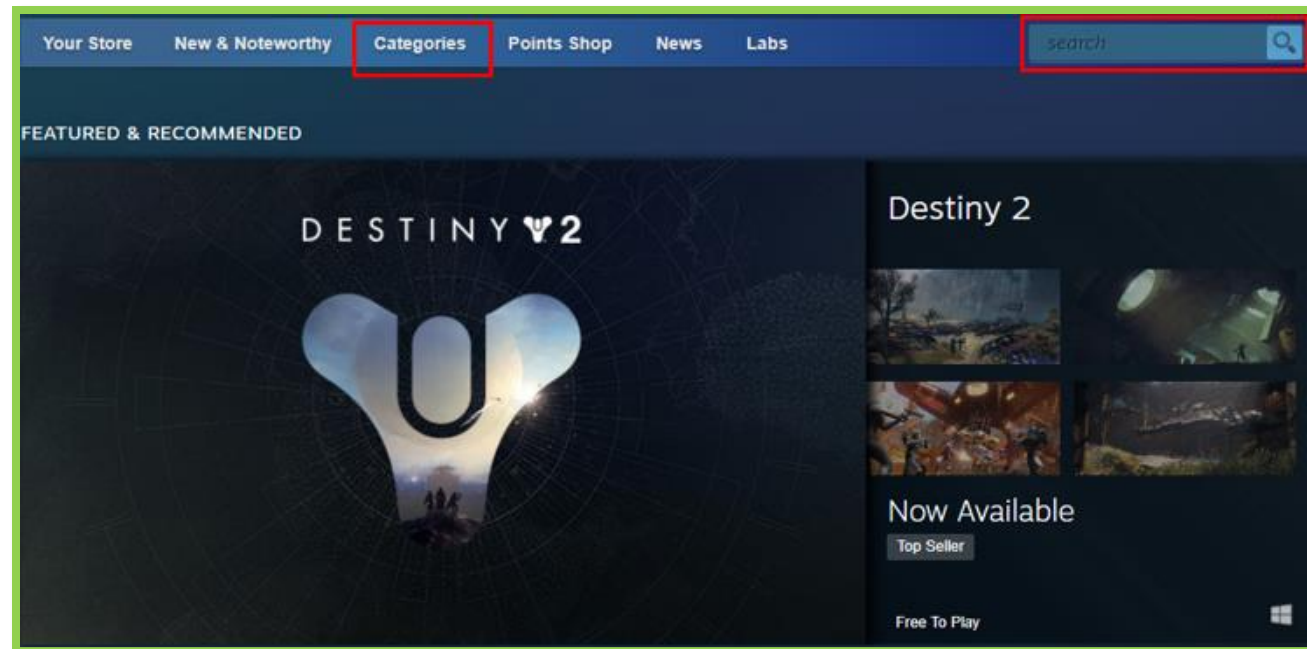 Your Store New & Noteworthy Categories Points Shop News Labs search
FEATURED & RECOMMENDED
DESTINY 2
Destiny 2
Now Available
Top Seller
Free To Play